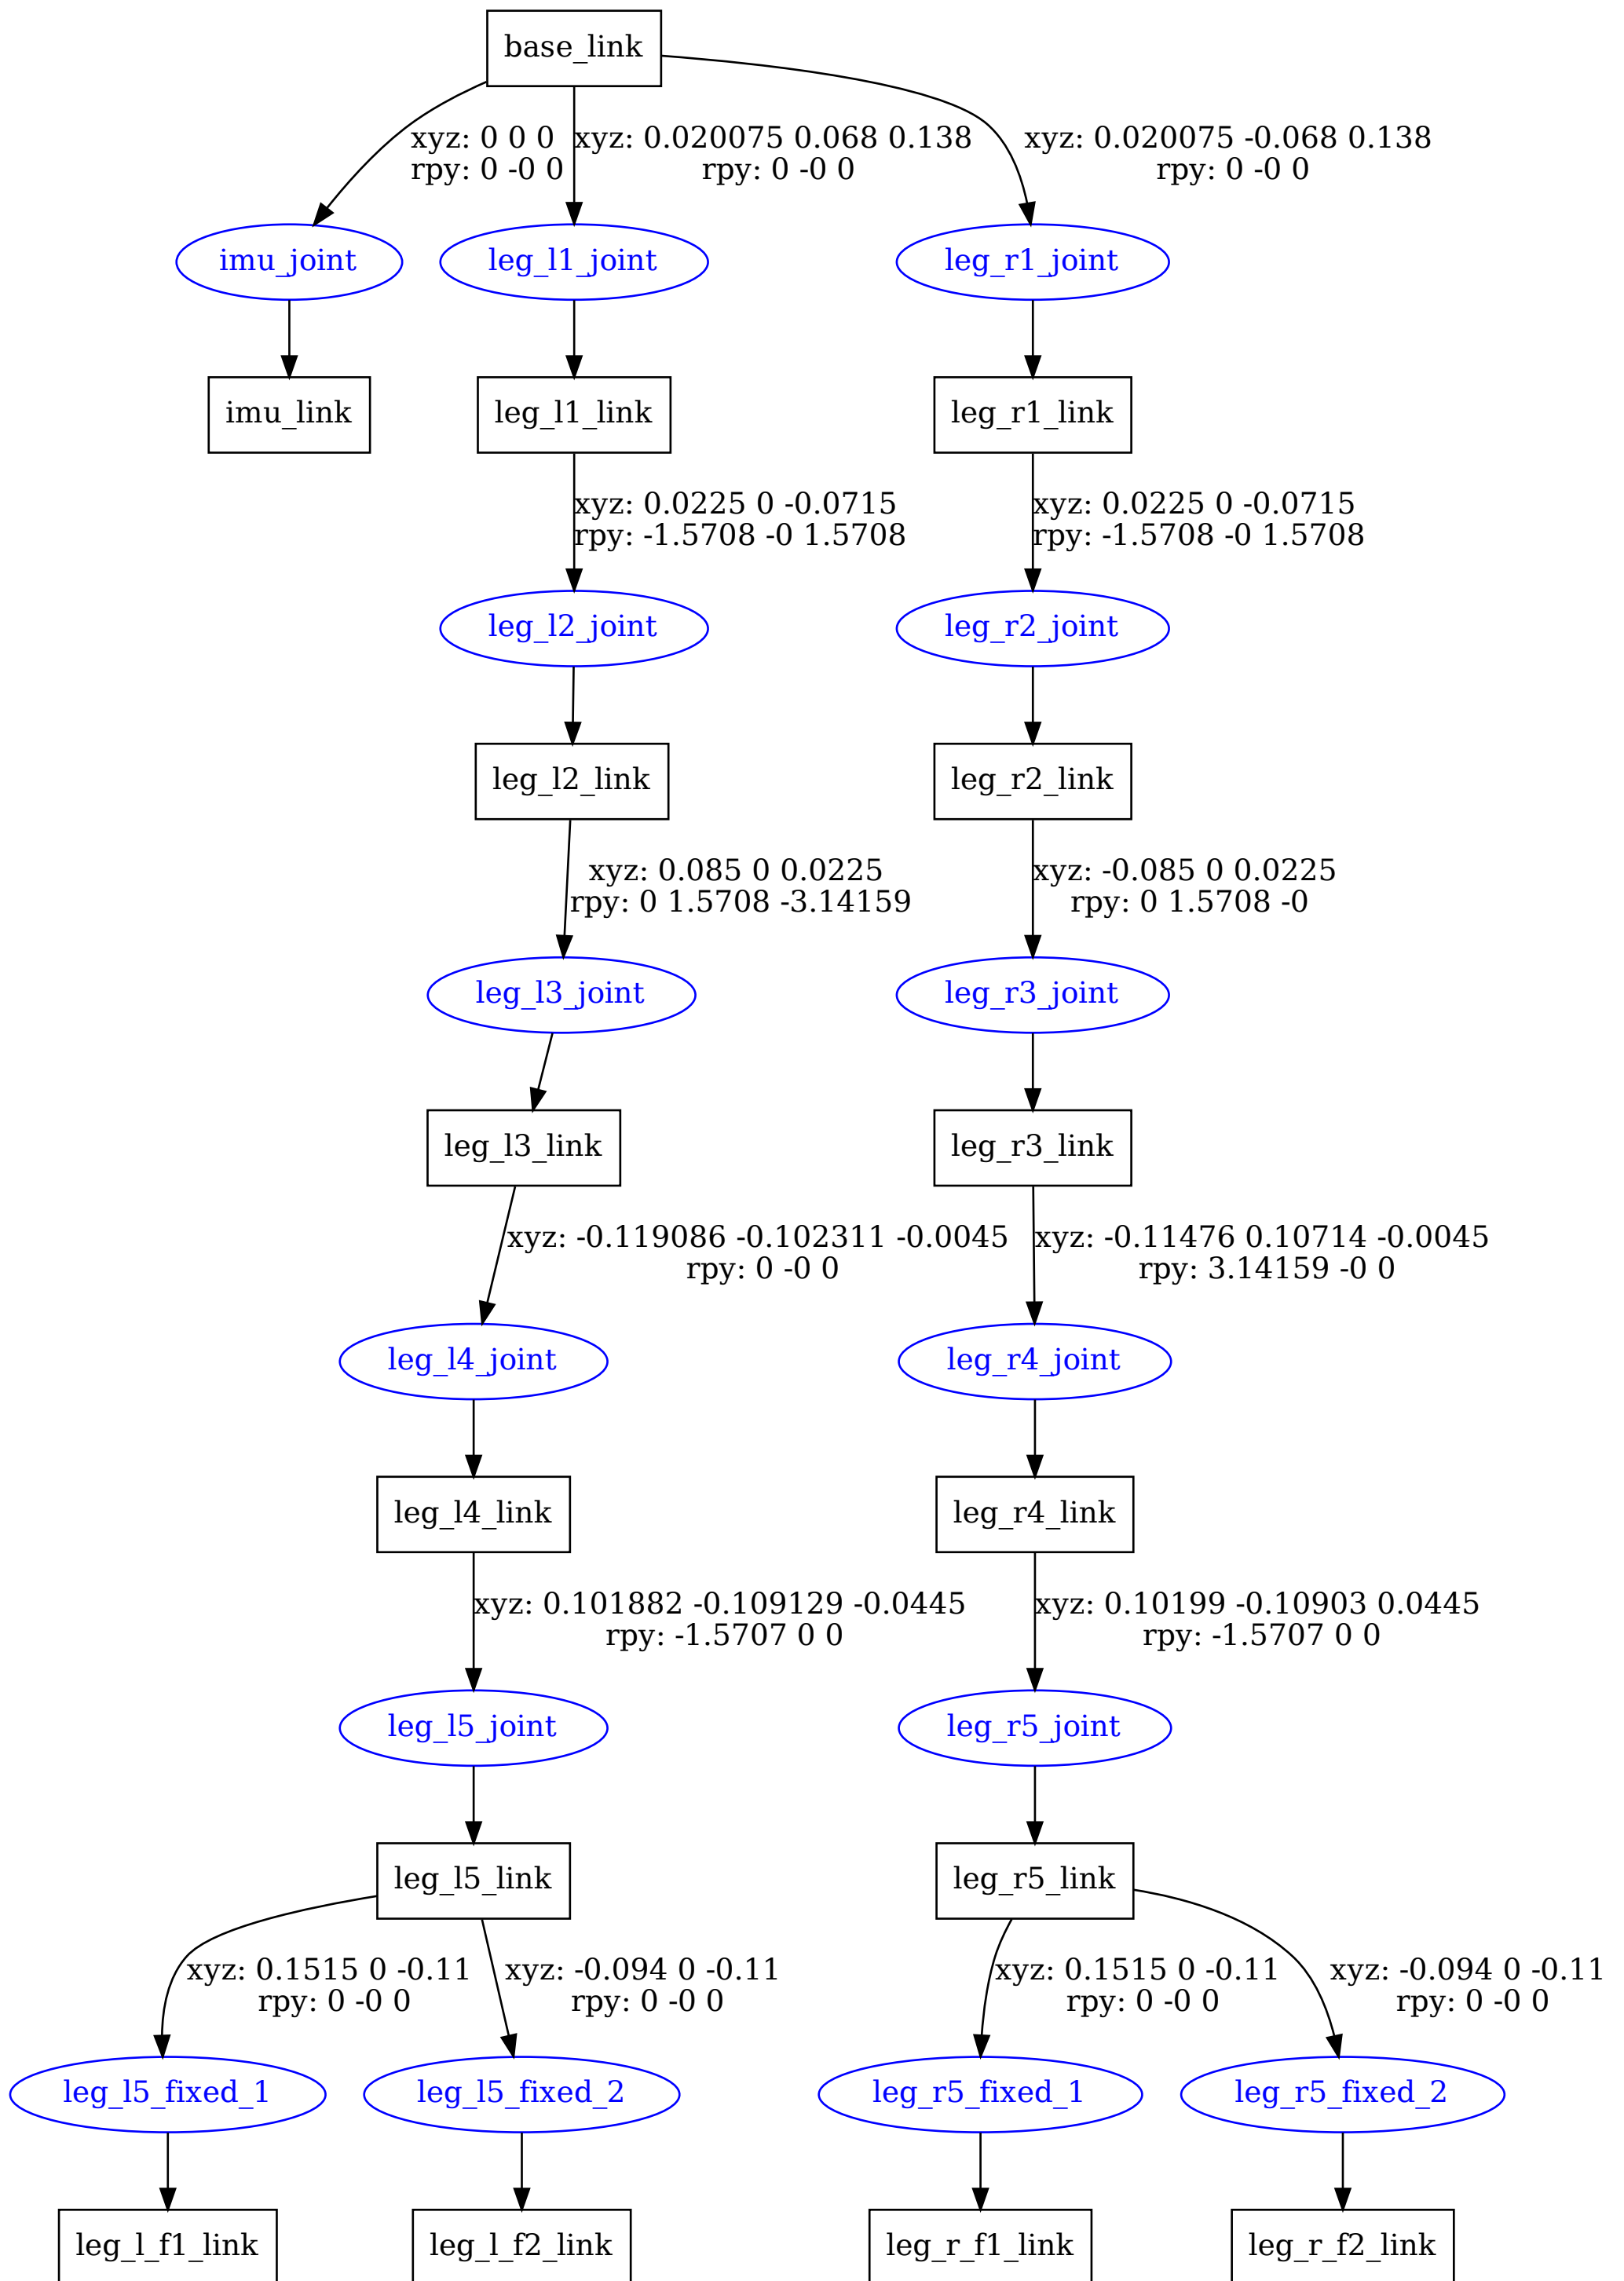 base_link
xyz: 0 0 0
rpy: 0 -0 0
xyz: 0.020075 0.068 0.138
rpy: 0 -0 0
xyz: 0.020075 -0.068 0.138
rpy: 0 -0 0
imu_joint
leg_l1_joint
leg_r1_joint
imu_link
leg_l1_link
leg_r1_link
xyz: 0.0225 0 -0.0715
rpy: -1.5708 -0 1.5708
xyz: 0.0225 0 -0.0715
rpy: -1.5708 -0 1.5708
leg_l2_joint
leg_r2_joint
leg_l2_link
leg_r2_link
xyz: 0.085 0 0.0225
rpy: 0 1.5708 -3.14159
xyz: -0.085 0 0.0225
rpy: 0 1.5708 -0
leg_l3_joint
leg_r3_joint
leg_l3_link
leg_r3_link
xyz: -0.119086 -0.102311 -0.0045
rpy: 0 -0 0
xyz: -0.11476 0.10714 -0.0045
rpy: 3.14159 -0 0
leg_l4_joint
leg_r4_joint
leg_l4_link
leg_r4_link
xyz: 0.101882 -0.109129 -0.0445
rpy: -1.5707 0 0
xyz: 0.10199 -0.10903 0.0445
rpy: -1.5707 0 0
leg_l5_joint
leg_r5_joint
leg_l5_link
leg_r5_link
xyz: 0.1515 0 -0.11
rpy: 0 -0 0
xyz: -0.094 0 -0.11
rpy: 0 -0 0
xyz: 0.1515 0 -0.11
rpy: 0 -0 0
xyz: -0.094 0 -0.11
rpy: 0 -0 0
leg_l5_fixed_1
leg_l5_fixed_2
leg_r5_fixed_1
leg_r5_fixed_2
leg_l_f1_link
leg_l_f2_link
leg_r_f1_link
leg_r_f2_link